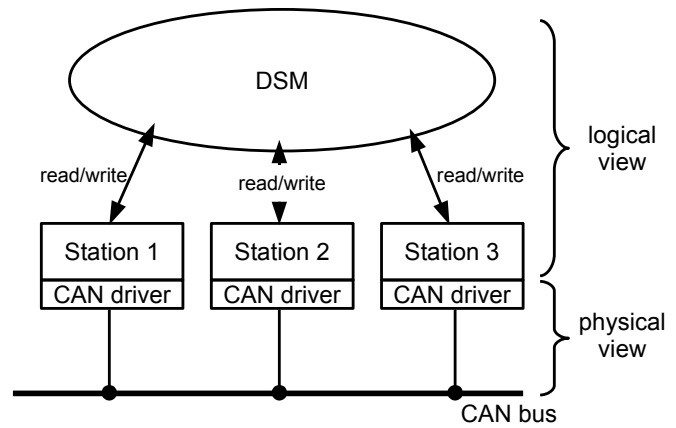 DSM
logical
view
read/write
read/write
read/write
Station 1
Station 2
Station 3
CAN driver
CAN driver
CAN driver
physical
view
CAN bus